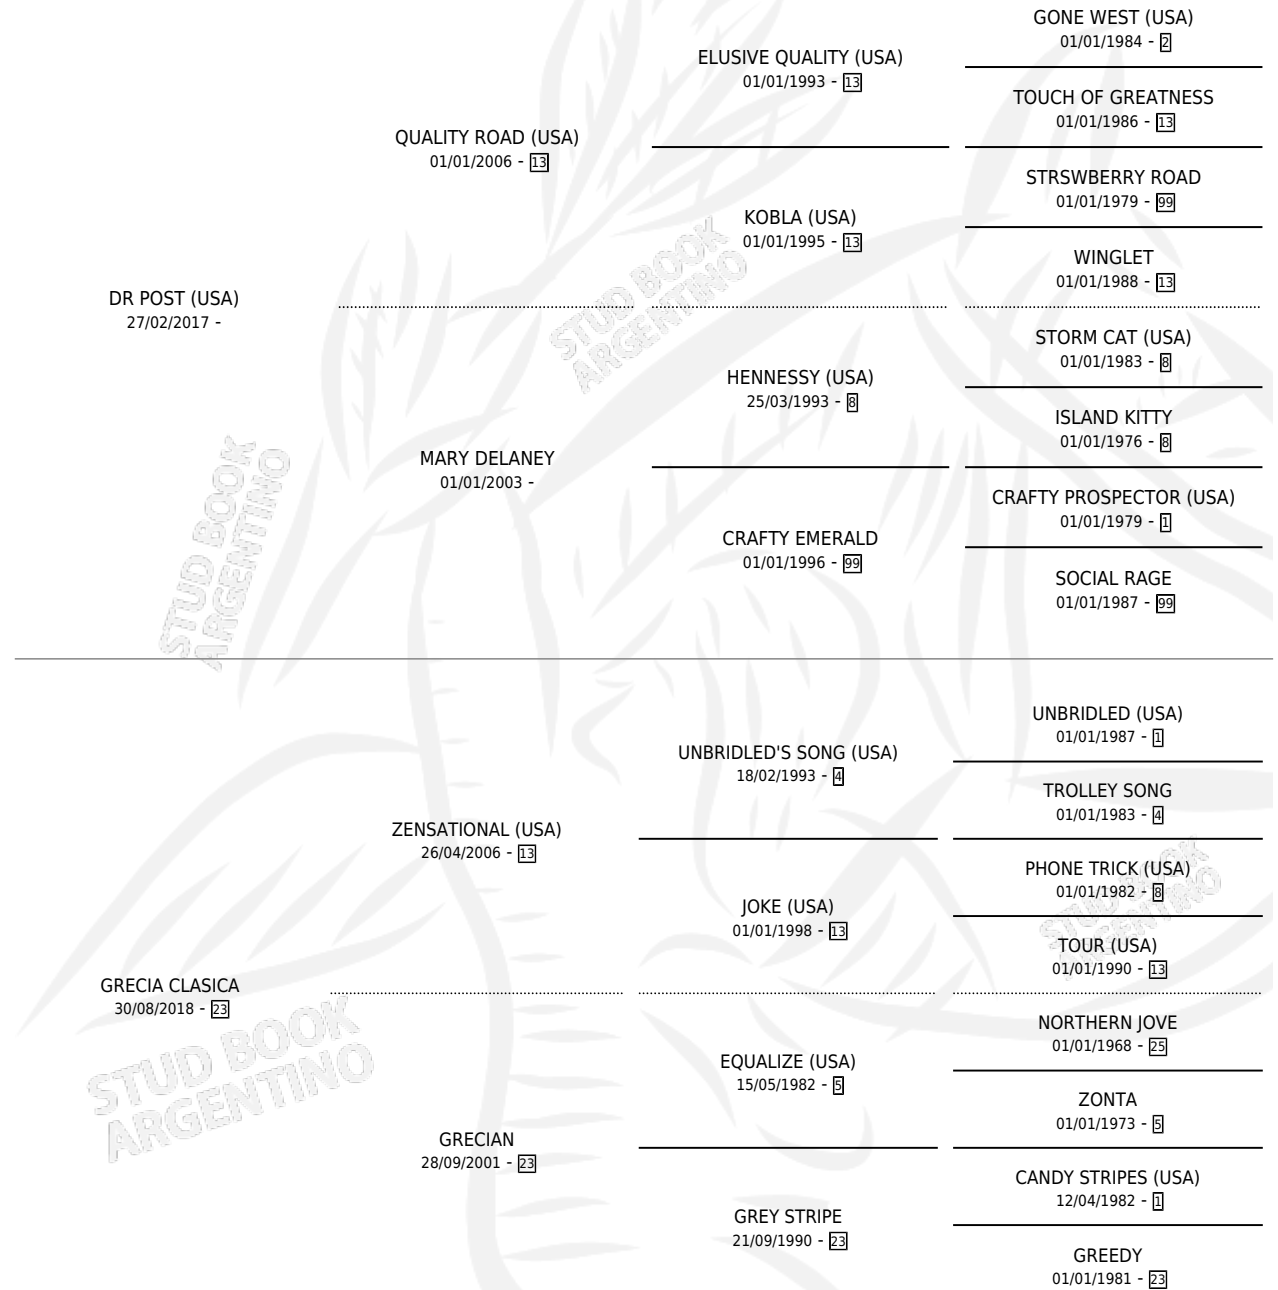 GONE WEST (USA)
01/01/1984 - 2
ELUSIVE QUALITY (USA)
01/01/1993 - 13
TOUCH OF GREATNESS
01/01/1986 - 13
QUALITY ROAD (USA)
01/01/2006 - 13
STRSWBERRY ROAD
01/01/1979 - 99
KOBLA (USA)
01/01/1995 - 13
WINGLET
01/01/1988 - 13
DR POST (USA)
27/02/2017 -
STORM CAT (USA)
01/01/1983 - 8
HENNESSY (USA)
25/03/1993 - 8
ISLAND KITTY
01/01/1976 - 8
MARY DELANEY
01/01/2003 -
CRAFTY PROSPECTOR (USA)
01/01/1979 - 1
CRAFTY EMERALD
01/01/1996 - 99
SOCIAL RAGE
01/01/1987 - 99
STUD BOOK
ARGENTINO
STUD BOOK
ARGENTINO
UNBRIDLED (USA)
01/01/1987 - 1
UNBRIDLED'S SONG (USA)
18/02/1993 - 4
TROLLEY SONG
01/01/1983 - 4
ZENSATIONAL (USA)
26/04/2006 - 13
PHONE TRICK (USA)
01/01/1982 - 8
JOKE (USA)
01/01/1998 - 13
TOUR (USA)
01/01/1990 - 13
GRECIA CLASICA
30/08/2018 - 23
NORTHERN JOVE
01/01/1968 - 25
EQUALIZE (USA)
15/05/1982 - 5
ZONTA
01/01/1973 - 5
GRECIAN
28/09/2001 - 23
CANDY STRIPES (USA)
12/04/1982 - 1
GREY STRIPE
21/09/1990 - 23
GREEDY
01/01/1981 - 23
STUD BOOK
ARGENTINO
STUD BOOK
ARGENTINO